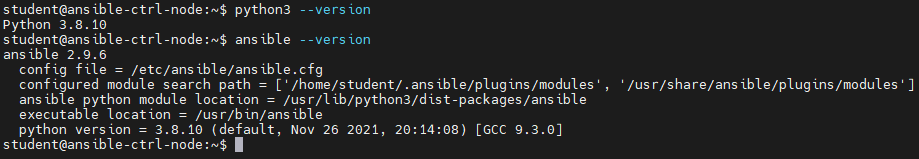 student@ansible-ctrl-node:~$ python3 --version
Python 3.8.10
student@ansible-ctrl-node:~$ ansible --version
ansible 2.9.6
  config file = /etc/ansible/ansible.cfg
  configured module search path = ['/home/student/.ansible/plugins/modules', '/usr/share/ansible/plugins/modules']
  ansible python module location = /usr/lib/python3/dist-packages/ansible
  executable location = /usr/bin/ansible
  python version = 3.8.10 (default, Nov 26 2021, 20:14:08) [GCC 9.3.0]
student@ansible-ctrl-node:~$